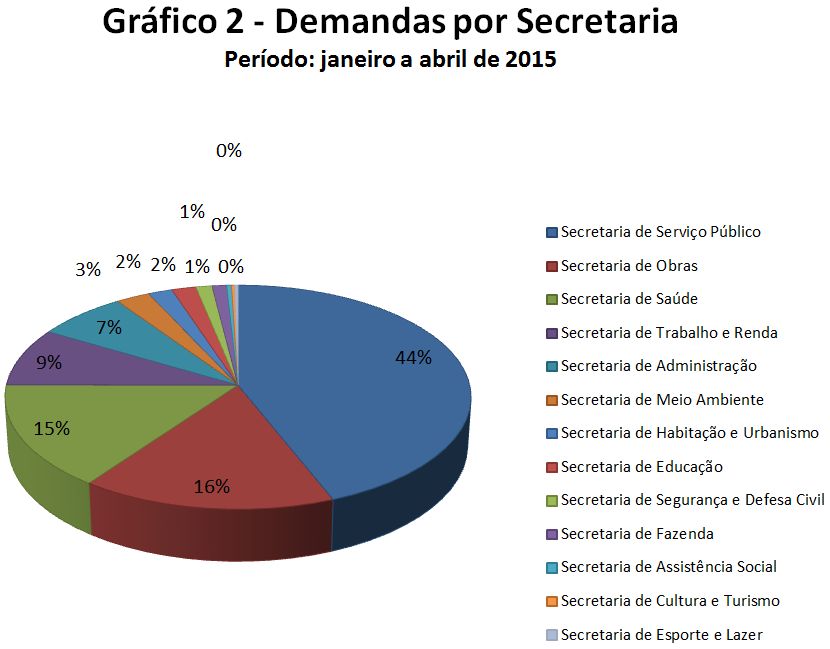 Gráfico 2 - Demandas por Secretaria
Período: janeiro a abril de 2015
0%
1%
0%
3%
2%
2%
1%
0%
7%
9%
44%
15%
16%
Secretaria de Serviço Público
Secretaria de Obras
Secretaria de Saúde
Secretaria de Trabalho e Renda
Secretaria de Administração
Secretaria de Meio Ambiente
Secretaria de Habitação e Urbanismo
Secretaria de Educação
Secretaria de Segurança e Defesa Civil
Secretaria de Fazenda
Secretaria de Assistência Social
Secretaria de Cultura e Turismo
Secretaria de Esporte e Lazer